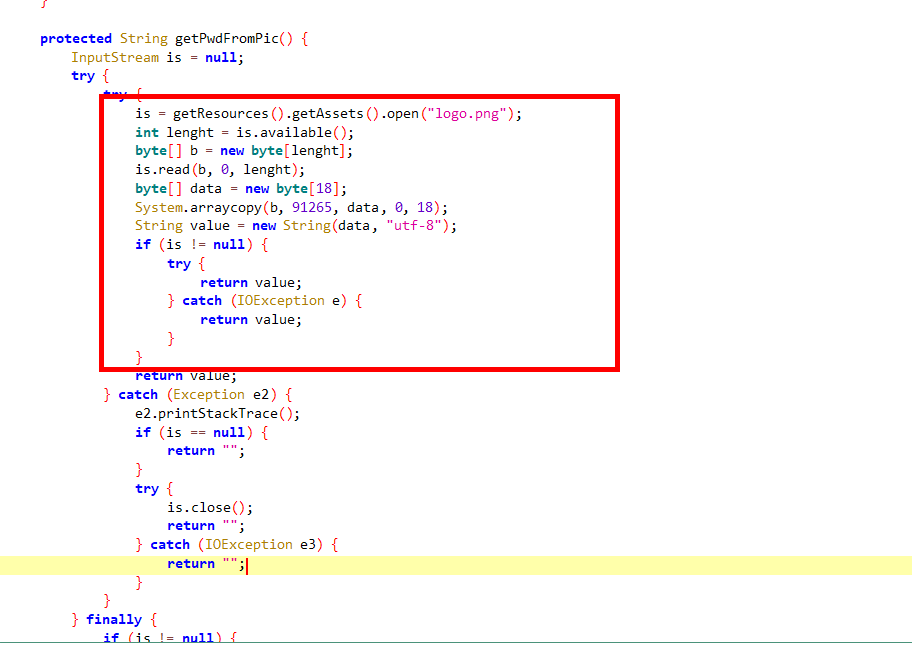 }
protected String getPwdFromPic() {
InputStream is = null;
try {
try {
is = getResources().getAssets().open("logo.png");
int lenght = is.available();
byte[] b = new byte[lenght];
is.read(b, 0, lenght);
byte[] data = new byte[18];
System.arraycopy(b, 91265, data, 0, 18);
String value = new String(data, "utf-8");
if (is != null) {
try {
return value;
} catch (IOException e) {
return value;
}
}
return value;
} catch (Exception e2) {
e2.printStackTrace();
if (is == null) {
return "";
}
try {
is.close();
return "";
} catch (IOException e3) {
return "";
}
}
} finally {
if (is != null) {